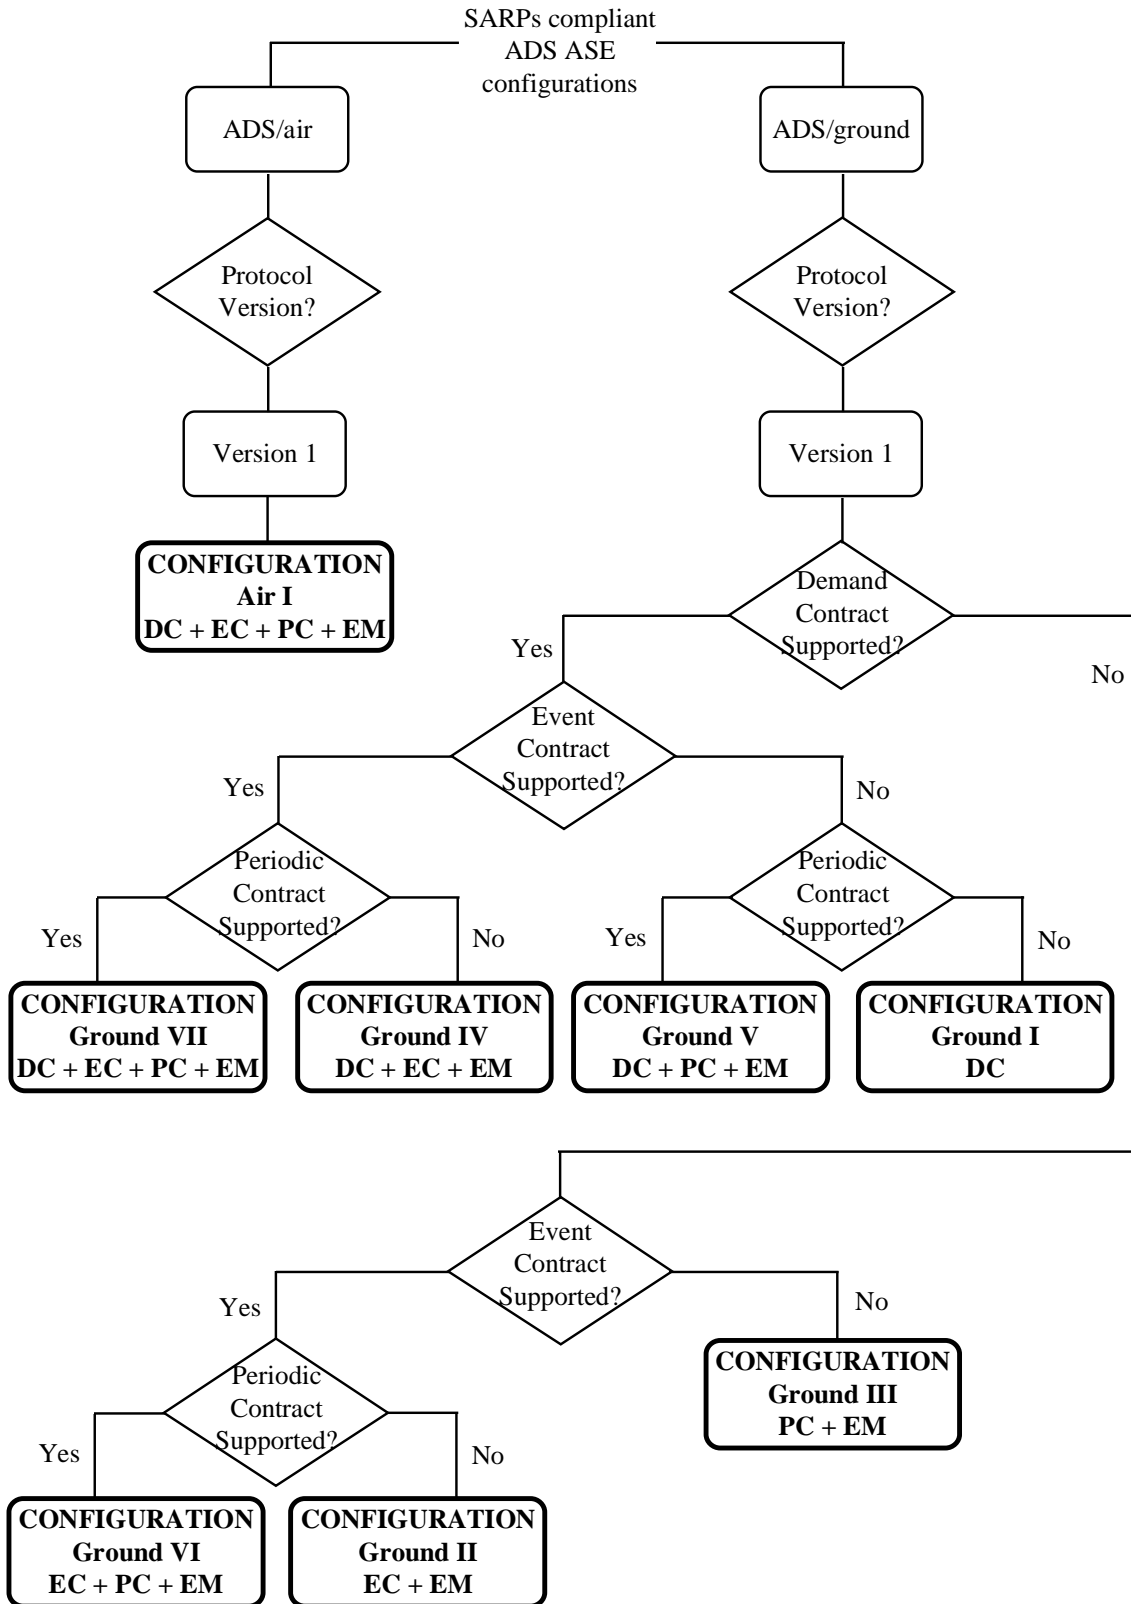 SARPs compliant
ADS ASE
configurations
ADS/air
ADS/ground
Protocol
Version?
Protocol
Version?
Version 1
Version 1
CONFIGURATION
Air I
DC + EC + PC + EM
Demand
Contract
Supported?
Yes
No
Event
Contract
Supported?
Yes
No
Periodic
Contract
Supported?
Periodic
Contract
Supported?
Yes
No
Yes
No
CONFIGURATION
Ground VII
DC + EC + PC + EM
CONFIGURATION
Ground IV
DC + EC + EM
CONFIGURATION
Ground V
DC + PC + EM
CONFIGURATION
Ground I
DC
Event
Contract
Supported?
Yes
No
Periodic
Contract
Supported?
CONFIGURATION
Ground III
PC + EM
Yes
No
CONFIGURATION
Ground VI
EC + PC + EM
CONFIGURATION
Ground II
EC + EM